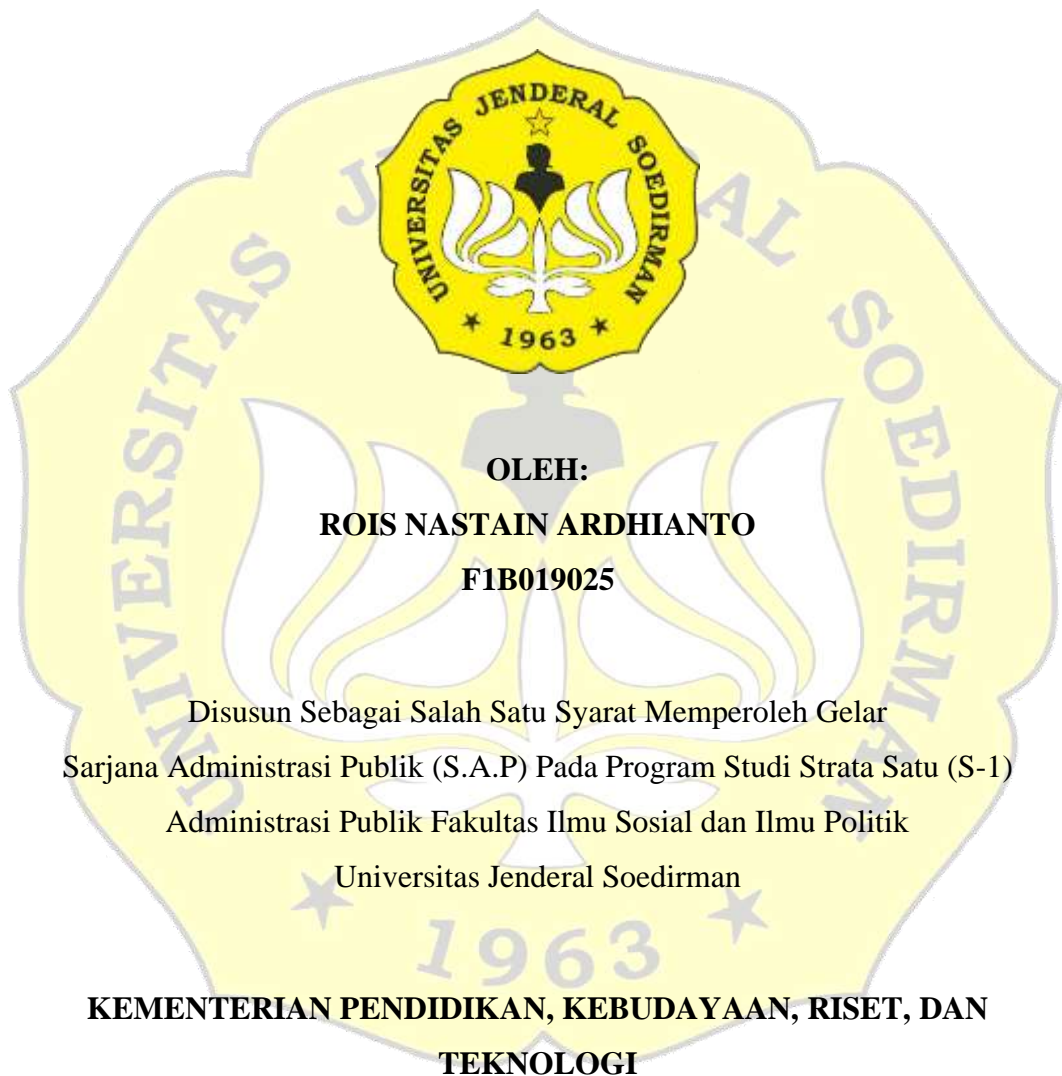 UNIVERSITAS JENDERAL SOEDIRMAN
1963
OLEH:
ROIS NASTAIN ARDHIANTO
F1B019025
Disusun Sebagai Salah Satu Syarat Memperoleh Gelar
Sarjana Administrasi Publik (S.A.P) Pada Program Studi Strata Satu (S-1)
Administrasi Publik Fakultas Ilmu Sosial dan Ilmu Politik
Universitas Jenderal Soedirman
1963
KEMENTERIAN PENDIDIKAN, KEBUDAYAAN, RISET, DAN
TEKNOLOGI